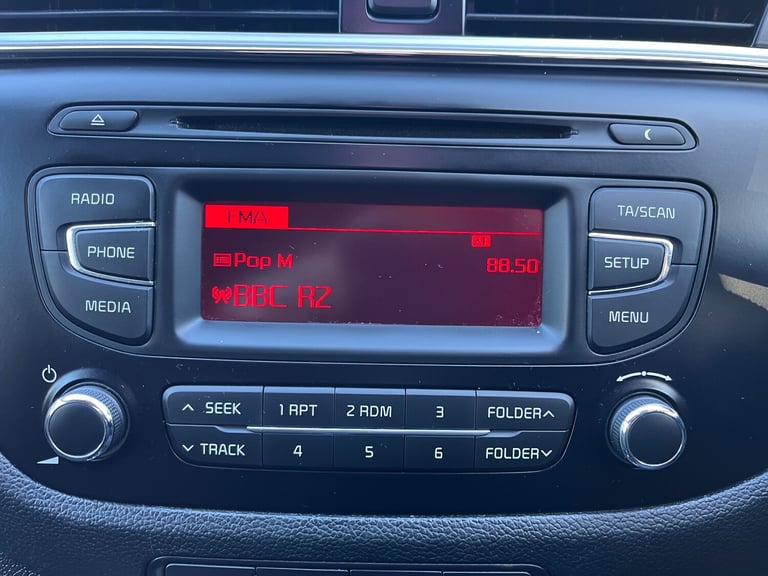 RADIO
PHONE
MEDIA
FMA
AF
Pop M
88.50
BBC R2
TA/SCAN
SETUP
MENU
SEEK
1 RPT
2 RDM
3
FOLDER
TRACK
4
5
6
FOLDER